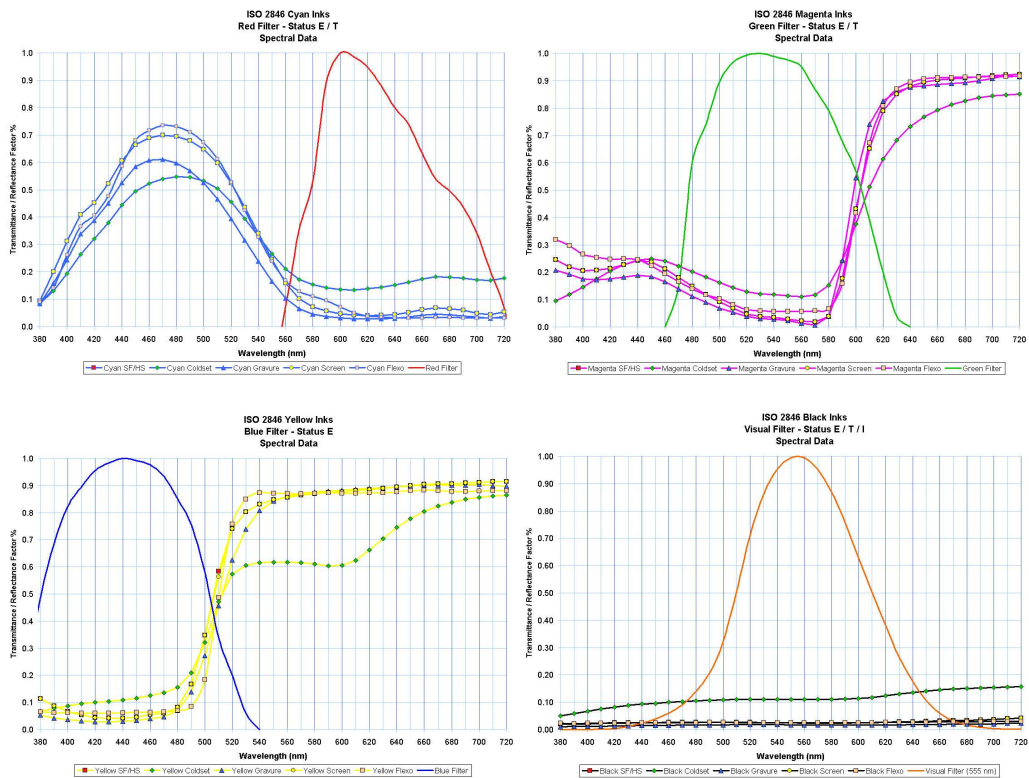 ISO 2846 Cyan Inks
Red Filter - Status E / T
Spectral Data
Transmittance / Reflectance Factor %
1.0
0.9
0.8
0.7
0.6
0.5
0.4
0.3
0.2
0.1
0.0
380 400 420 440 460 480 500 520 540 560 580 600 620 640 660 680 700 720
Wavelength (nm)
Cyan SF/HS Cyan Coldset Cyan Gravure Cyan Screen Cyan Flexo Red Filter
ISO 2846 Magenta Inks
Green Filter - Status E / T
Spectral Data
Transmittance / Reflectance Factor %
1.0
0.9
0.8
0.7
0.6
0.5
0.4
0.3
0.2
0.1
0.0
380 400 420 440 460 480 500 520 540 560 580 600 620 640 660 680 700 720
Wavelength (nm)
Magenta SF/HS Magenta Coldset Magenta Gravure Magenta Screen Magenta Flexo Green Filter
ISO 2846 Yellow Inks
Blue Filter - Status E
Spectral Data
Transmittance / Reflectance Factor %
1.00
0.90
0.80
0.70
0.60
0.50
0.40
0.30
0.20
0.10
0.00
380 400 420 440 460 480 500 520 540 560 580 600 620 640 660 680 700 720
Wavelength (nm)
Yellow SF/HS Yellow Coldset Yellow Gravure Yellow Screen Yellow Flexo Blue Filter
ISO 2846 Black Inks
Visual Filter - Status E / T / I
Spectral Data
Transmittance / Reflectance Factor %
1.00
0.90
0.80
0.70
0.60
0.50
0.40
0.30
0.20
0.10
0.00
380 400 420 440 460 480 500 520 540 560 580 600 620 640 660 680 700 720
Wavelength (nm)
Black SF/HS Black Coldset Black Gravure Black Screen Black Flexo Visual Filter (555 nm)